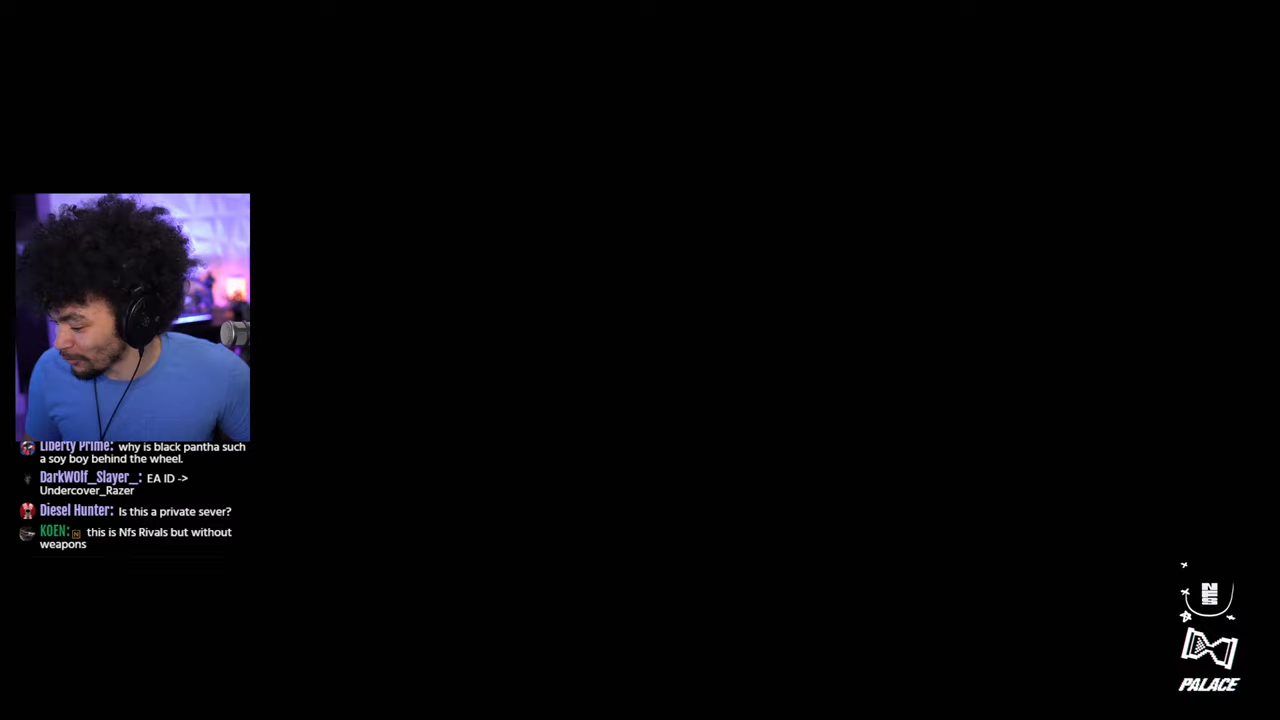 Liberty Prime: why is black pantha such
a soy boy behind the wheel.
DarkW0lf_Slayer_: EA ID ->
Undercover_Razer
Diesel Hunter: Is this a private sever?
KOEN: N this is Nfs Rivals but without
weapons
NFS
PALACE